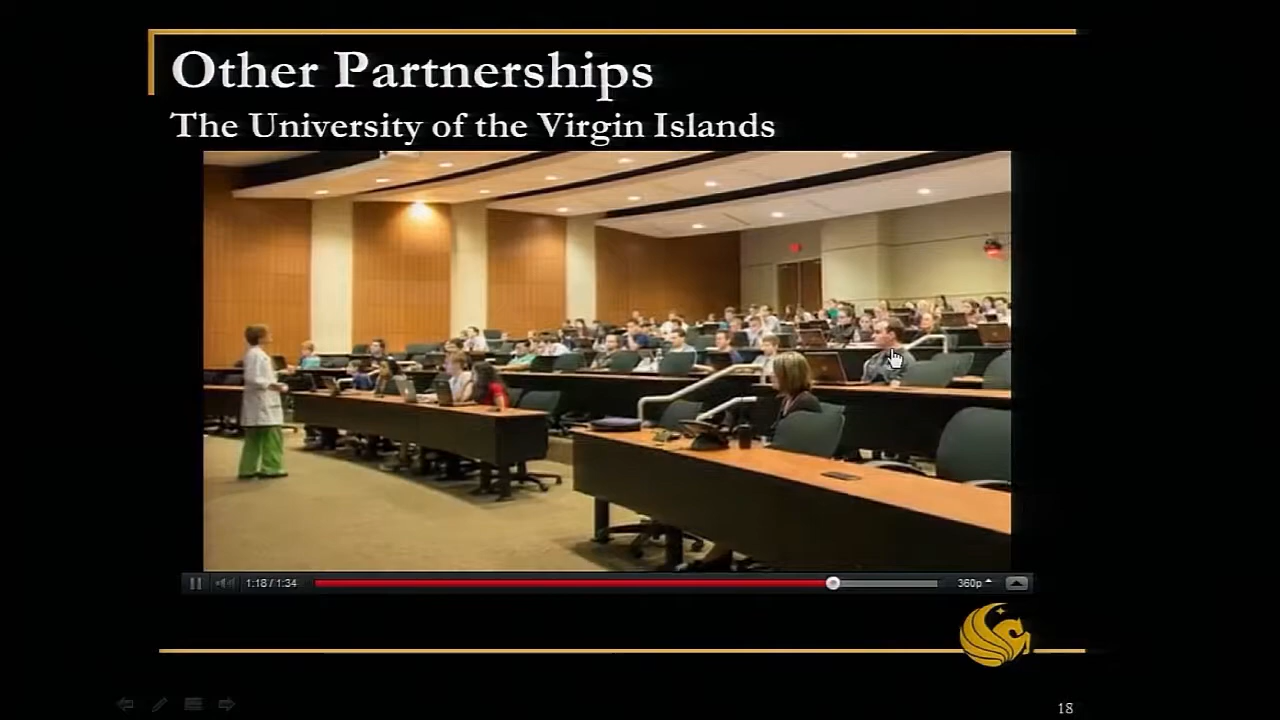 Other Partnerships
The University of the Virgin Islands
1:18 / 1:34
360p
18